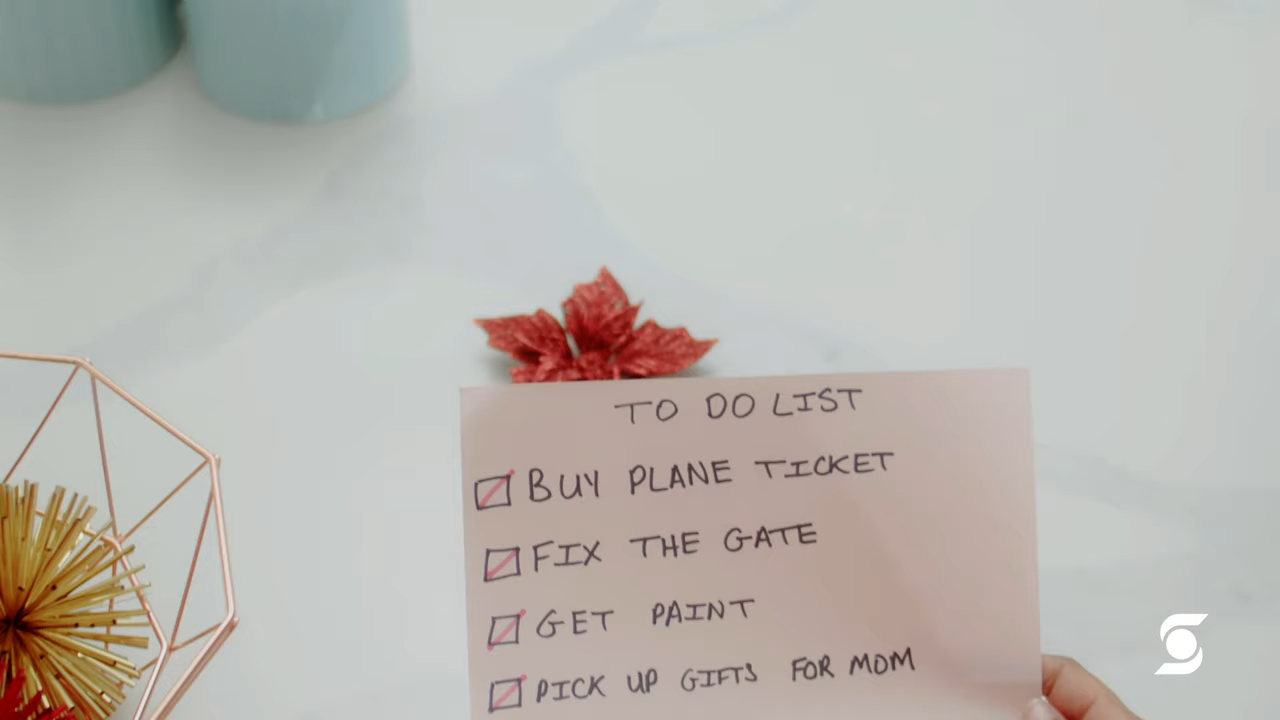 TO DO LIST
BUY PLANE TICKET
FIX THE GATE
GET PAINT
PICK UP GIFTS FOR MOM